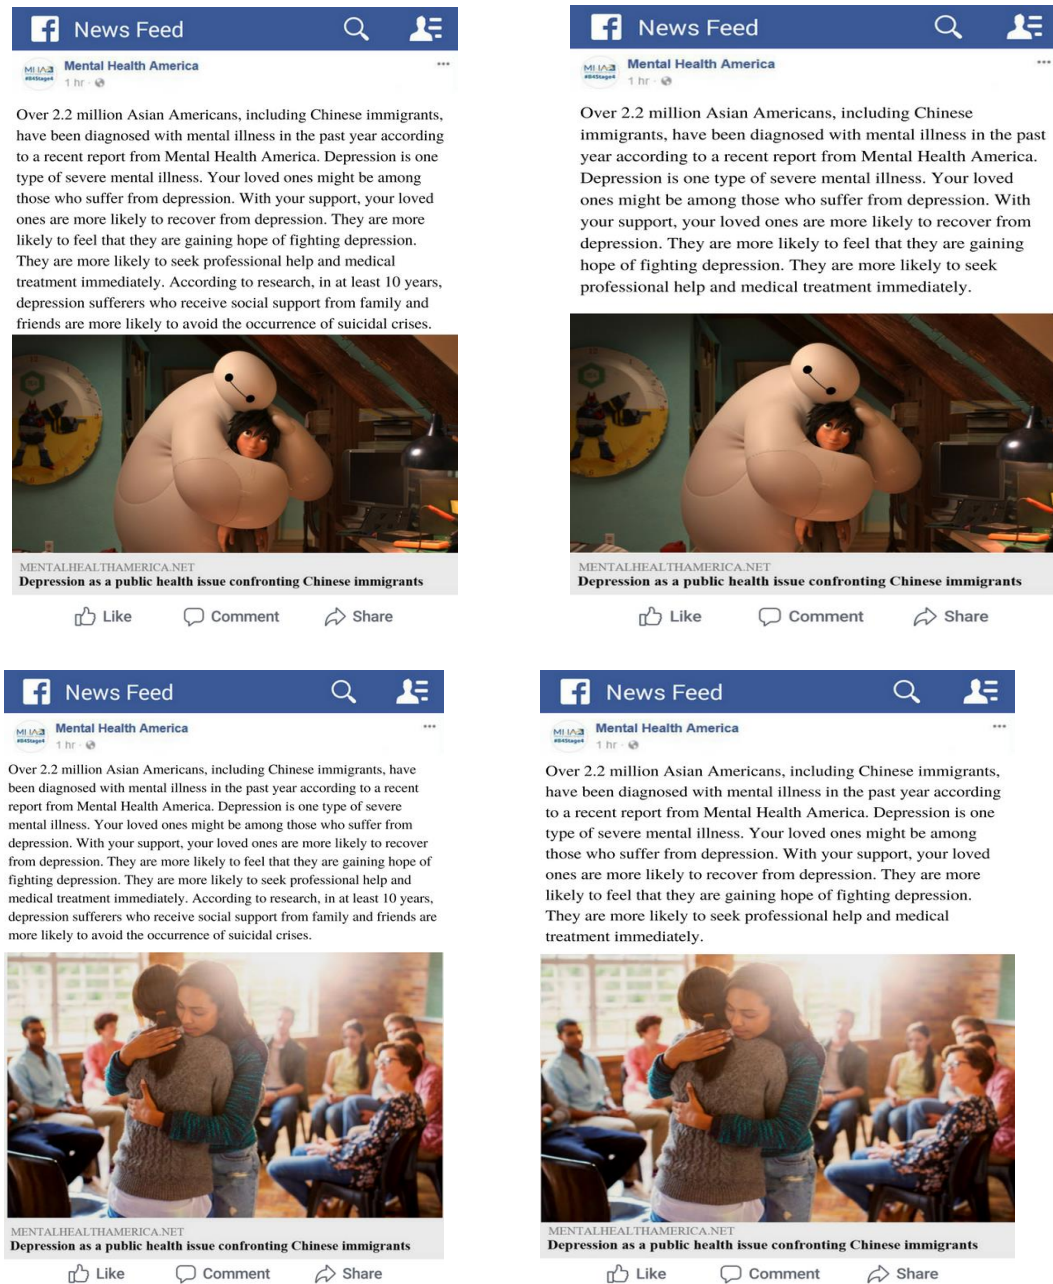 News Feed
Mental Health America
1 hr
Over 2.2 million Asian Americans, including Chinese immigrants,
have been diagnosed with mental illness in the past year according
to a recent report from Mental Health America. Depression is one
type of severe mental illness. Your loved ones might be among
those who suffer from depression. With your support, your loved
ones are more likely to recover from depression. They are more
likely to feel that they are gaining hope of fighting depression.
They are more likely to seek professional help and medical
treatment immediately. According to research, in at least 10 years,
depression sufferers who receive social support from family and
friends are more likely to avoid the occurrence of suicidal crises.
MENTALHEALTHAMERICA.NET
Depression as a public health issue confronting Chinese immigrants
Like Comment Share
News Feed
Mental Health America
1 hr
Over 2.2 million Asian Americans, including Chinese
immigrants, have been diagnosed with mental illness in the past
year according to a recent report from Mental Health America.
Depression is one type of severe mental illness. Your loved
ones might be among those who suffer from depression. With
your support, your loved ones are more likely to recover from
depression. They are more likely to feel that they are gaining
hope of fighting depression. They are more likely to seek
professional help and medical treatment immediately.
MENTALHEALTHAMERICA.NET
Depression as a public health issue confronting Chinese immigrants
Like Comment Share
News Feed
Mental Health America
1 hr
Over 2.2 million Asian Americans, including Chinese immigrants, have
been diagnosed with mental illness in the past year according to a recent
report from Mental Health America. Depression is one type of severe
mental illness. Your loved ones might be among those who suffer from
depression. With your support, your loved ones are more likely to recover
from depression. They are more likely to feel that they are gaining hope of
fighting depression. They are more likely to seek professional help and
medical treatment immediately. According to research, in at least 10 years,
depression sufferers who receive social support from family and friends are
more likely to avoid the occurrence of suicidal crises.
MENTALHEALTHAMERICA.NET
Depression as a public health issue confronting Chinese immigrants
Like Comment Share
News Feed
Mental Health America
1 hr
Over 2.2 million Asian Americans, including Chinese immigrants,
have been diagnosed with mental illness in the past year according
to a recent report from Mental Health America. Depression is one
type of severe mental illness. Your loved ones might be among
those who suffer from depression. With your support, your loved
ones are more likely to recover from depression. They are more
likely to feel that they are gaining hope of fighting depression.
They are more likely to seek professional help and medical
treatment immediately.
MENTALHEALTHAMERICA.NET
Depression as a public health issue confronting Chinese immigrants
Like Comment Share